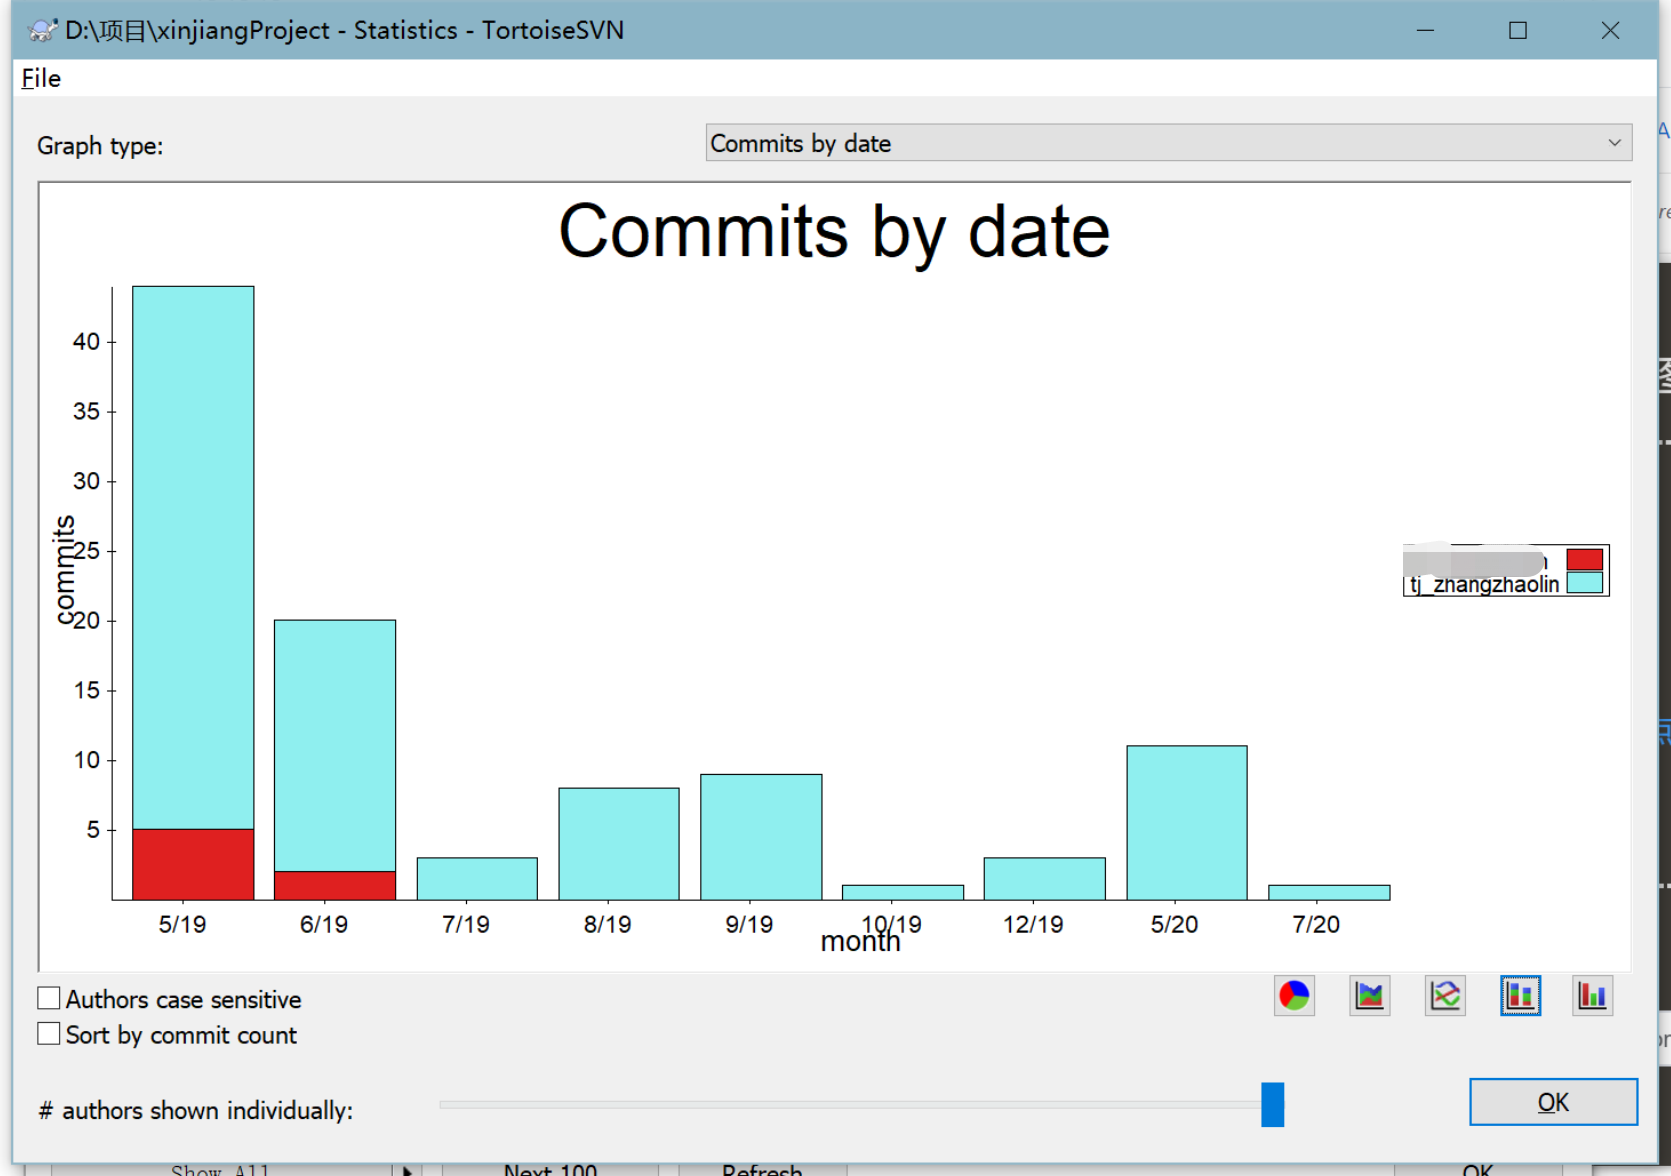 D:\项目\xinjiangProject - Statistics - TortoiseSVN
File
Graph type:
Commits by date
Commits by date
commits
40
35
30
25
20
15
10
5
tj_zhangzhaolin
5/19
6/19
7/19
8/19
9/19
10/19
12/19
5/20
7/20
month
Authors case sensitive
Sort by commit count
# authors shown individually:
OK
Show All
Next 100
Refresh
OK